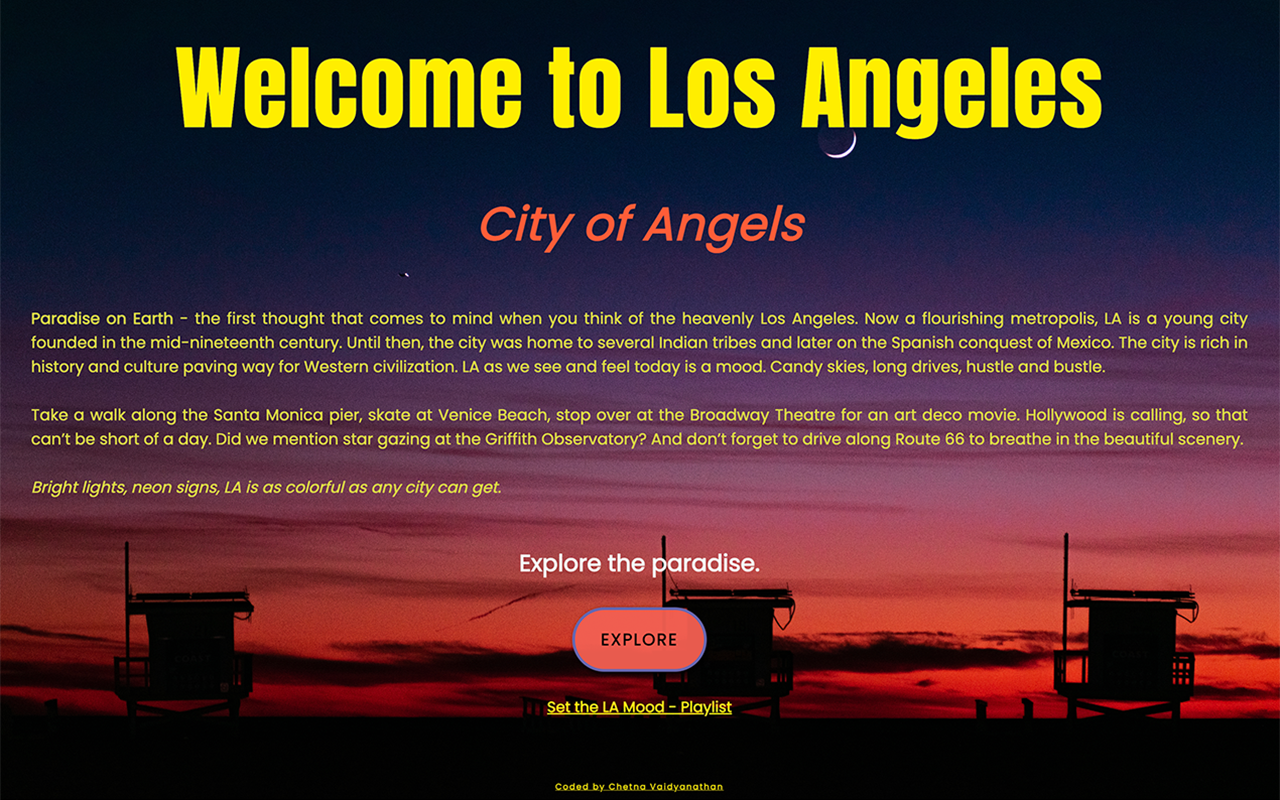 Welcome to Los Angeles
City of Angels
Paradise on Earth - the first thought that comes to mind when you think of the heavenly Los Angeles. Now a flourishing metropolis, LA is a young city
founded in the mid-nineteenth century. Until then, the city was home to several Indian tribes and later on the Spanish conquest of Mexico. The city is rich in
history and culture paving way for Western civilization. LA as we see and feel today is a mood. Candy skies, long drives, hustle and bustle.
Take a walk along the Santa Monica pier, skate at Venice Beach, stop over at the Broadway Theatre for an art deco movie. Hollywood is calling, so that
can’t be short of a day. Did we mention star gazing at the Griffith Observatory? And don’t forget to drive along Route 66 to breathe in the beautiful scenery.
Bright lights, neon signs, LA is as colorful as any city can get.
Explore the paradise.
EXPLORE
Set the LA Mood - Playlist
Coded by Chetna Vaidyanathan